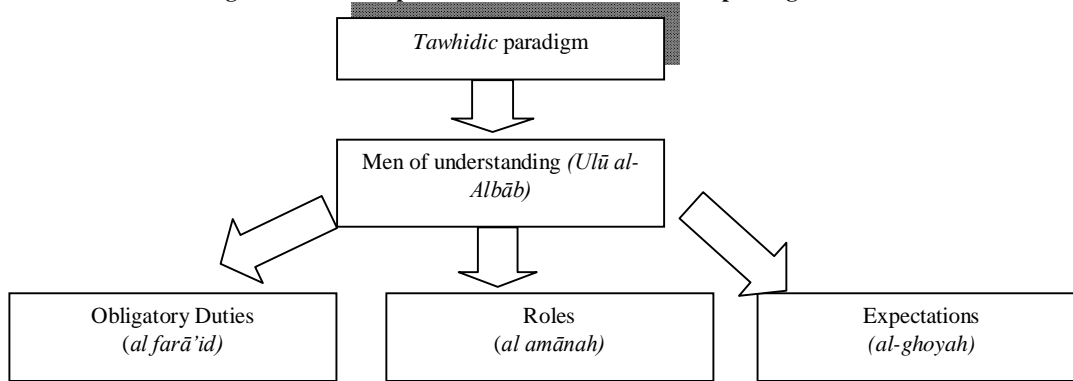 Tawhidic paradigm
Men of understanding (Ulū al-
Albāb)
Obligatory Duties
(al farā’id)
Roles
(al amānah)
Expectations
(al-ghoyah)